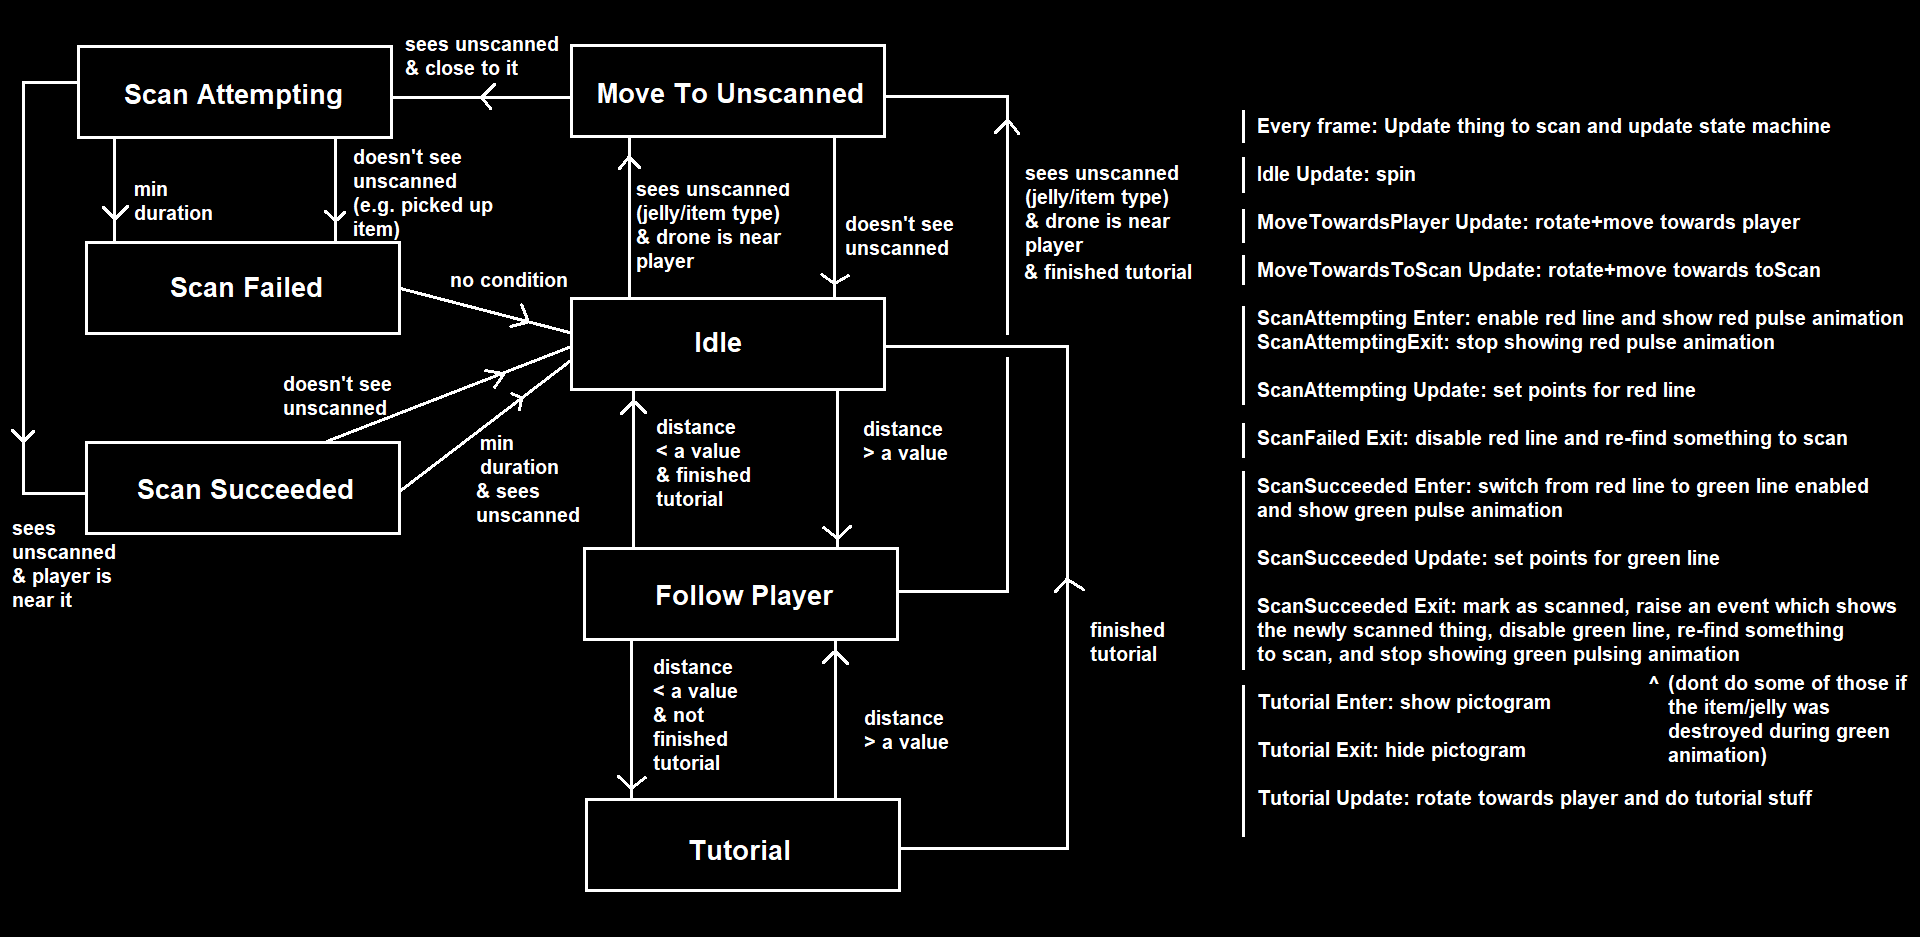 sees unscanned
& close to it
Scan Attempting
Move To Unscanned
min
duration
doesn't see
unscanned
(e.g. picked up
item)
sees unscanned
(jelly/item type)
& drone is near
player
doesn't see
unscanned
sees unscanned
(jelly/item type)
& drone is near
player
& finished tutorial
Scan Failed
no condition
Idle
doesn't see
unscanned
min
duration
& sees
unscanned
distance
< a value
& finished
tutorial
distance
> a value
Scan Succeeded
sees
unscanned
& player is
near it
Follow Player
finished
tutorial
distance
< a value
& not
finished
tutorial
distance
> a value
Tutorial
Every frame: Update thing to scan and update state machine
Idle Update: spin
MoveTowardsPlayer Update: rotate+move towards player
MoveTowardsToScan Update: rotate+move towards toScan
ScanAttempting Enter: enable red line and show red pulse animation
ScanAttemptingExit: stop showing red pulse animation
ScanAttempting Update: set points for red line
ScanFailed Exit: disable red line and re-find something to scan
ScanSucceeded Enter: switch from red line to green line enabled
and show green pulse animation
ScanSucceeded Update: set points for green line
ScanSucceeded Exit: mark as scanned, raise an event which shows
the newly scanned thing, disable green line, re-find something
to scan, and stop showing green pulsing animation
^ (dont do some of those if
the item/jelly was
destroyed during green
animation)
Tutorial Enter: show pictogram
Tutorial Exit: hide pictogram
Tutorial Update: rotate towards player and do tutorial stuff